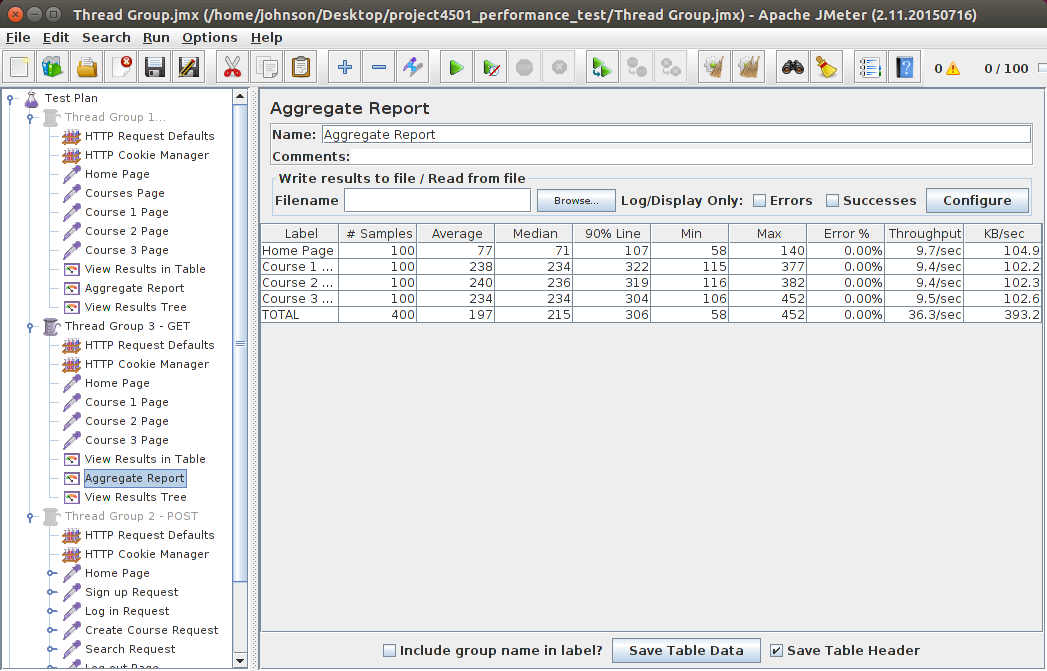 Thread Group.jmx (/home/johnson/Desktop/project4501_performance_test/Thread Group.jmx) - Apache JMeter (2.11.20150716)
File Edit Search Run Options Help
0 0 / 100
Test Plan
Thread Group 1...
HTTP Request Defaults
HTTP Cookie Manager
Home Page
Courses Page
Course 1 Page
Course 2 Page
Course 3 Page
View Results in Table
Aggregate Report
View Results Tree
Thread Group 3 - GET
HTTP Request Defaults
HTTP Cookie Manager
Home Page
Course 1 Page
Course 2 Page
Course 3 Page
View Results in Table
Aggregate Report
View Results Tree
Thread Group 2 - POST
HTTP Request Defaults
HTTP Cookie Manager
Home Page
Sign up Request
Log in Request
Create Course Request
Search Request
Log out Page
Aggregate Report
Name: Aggregate Report
Comments:
Write results to file / Read from file
Filename Browse... Log/Display Only: Errors Successes Configure
Label # Samples Average Median 90% Line Min Max Error % Throughput KB/sec
Home Page 100 77 71 107 58 140 0.00% 9.7/sec 104.9
Course 1 ... 100 238 234 322 115 377 0.00% 9.4/sec 102.2
Course 2 ... 100 240 236 319 116 382 0.00% 9.4/sec 102.3
Course 3 ... 100 234 234 304 106 452 0.00% 9.5/sec 102.6
TOTAL 400 197 215 306 58 452 0.00% 36.3/sec 393.2
Include group name in label? Save Table Data Save Table Header